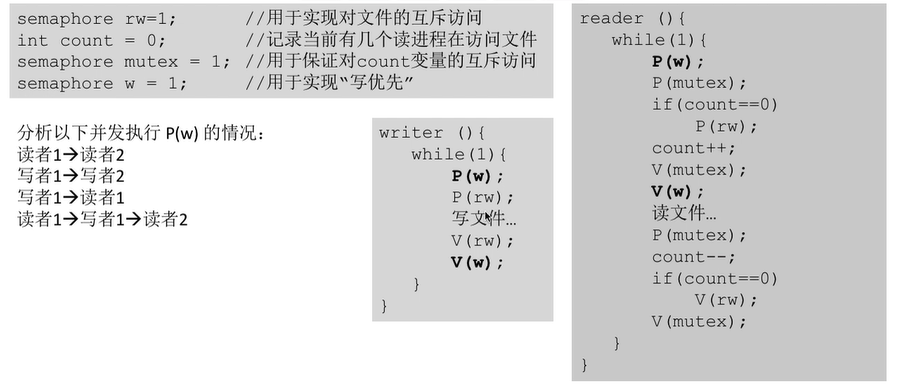 semaphore rw=1; //用于实现对文件的互斥访问
int count = 0; //记录当前有几个读进程在访问文件
semaphore mutex = 1; //用于保证对count变量的互斥访问
semaphore w = 1; //用于实现“写优先”
分析以下并发执行 P(w) 的情况：
读者1→读者2
写者1→写者2
写者1→读者1
读者1→写者1→读者2
writer (){
while(1){
P(w);
P(rw);
写文件…
V(rw);
V(w);
}
}
reader (){
while(1){
P(w);
P(mutex);
if(count==0)
P(rw);
count++;
V(mutex);
V(w);
读文件…
P(mutex);
count--;
if(count==0)
V(rw);
V(mutex);
}
}